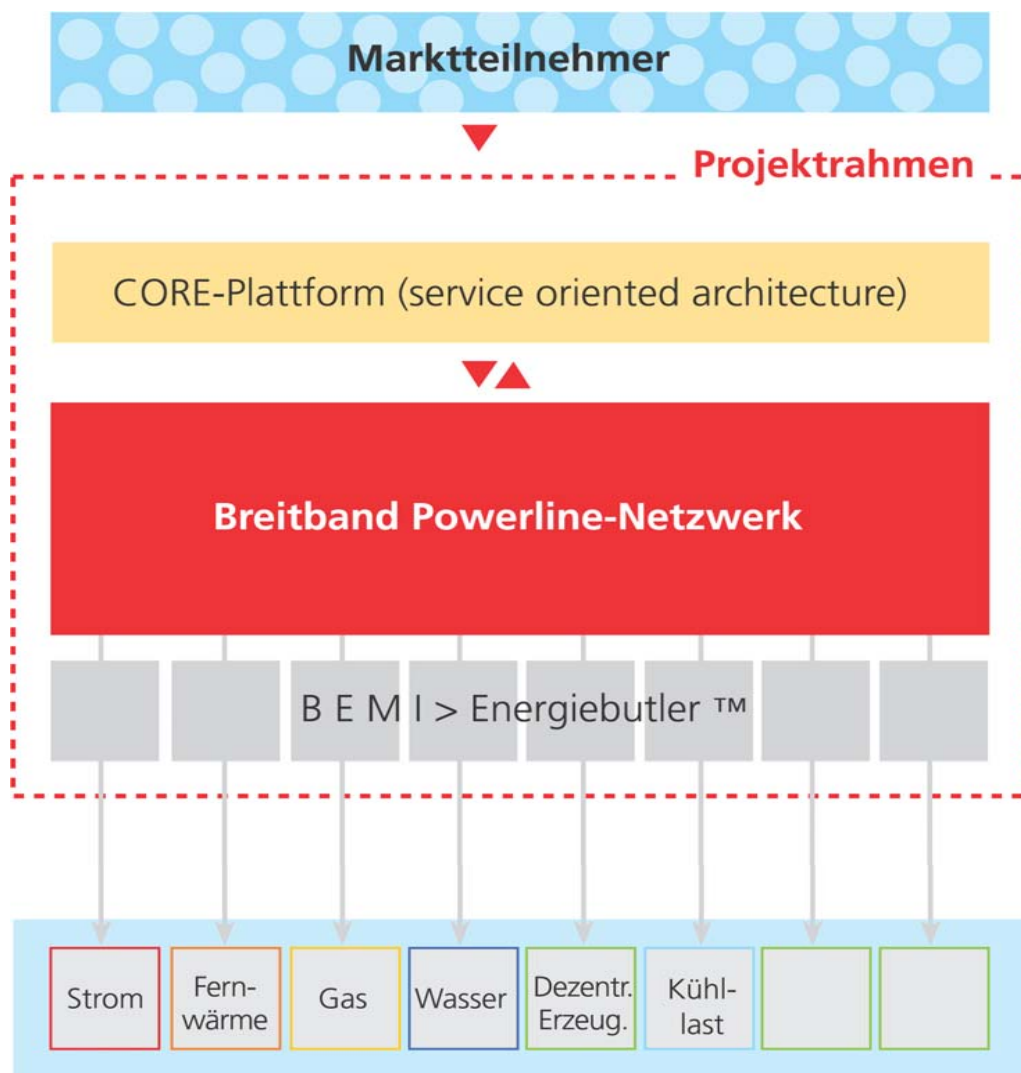 Marktteilnehmer
Projektrahmen
CORE-Plattform (service oriented architecture)
Breitband Powerline-Netzwerk
B E M I > Energiebutler ™
Strom
Fern-
wärme
Gas
Wasser
Dezentr.
Erzeug.
Kühl-
last